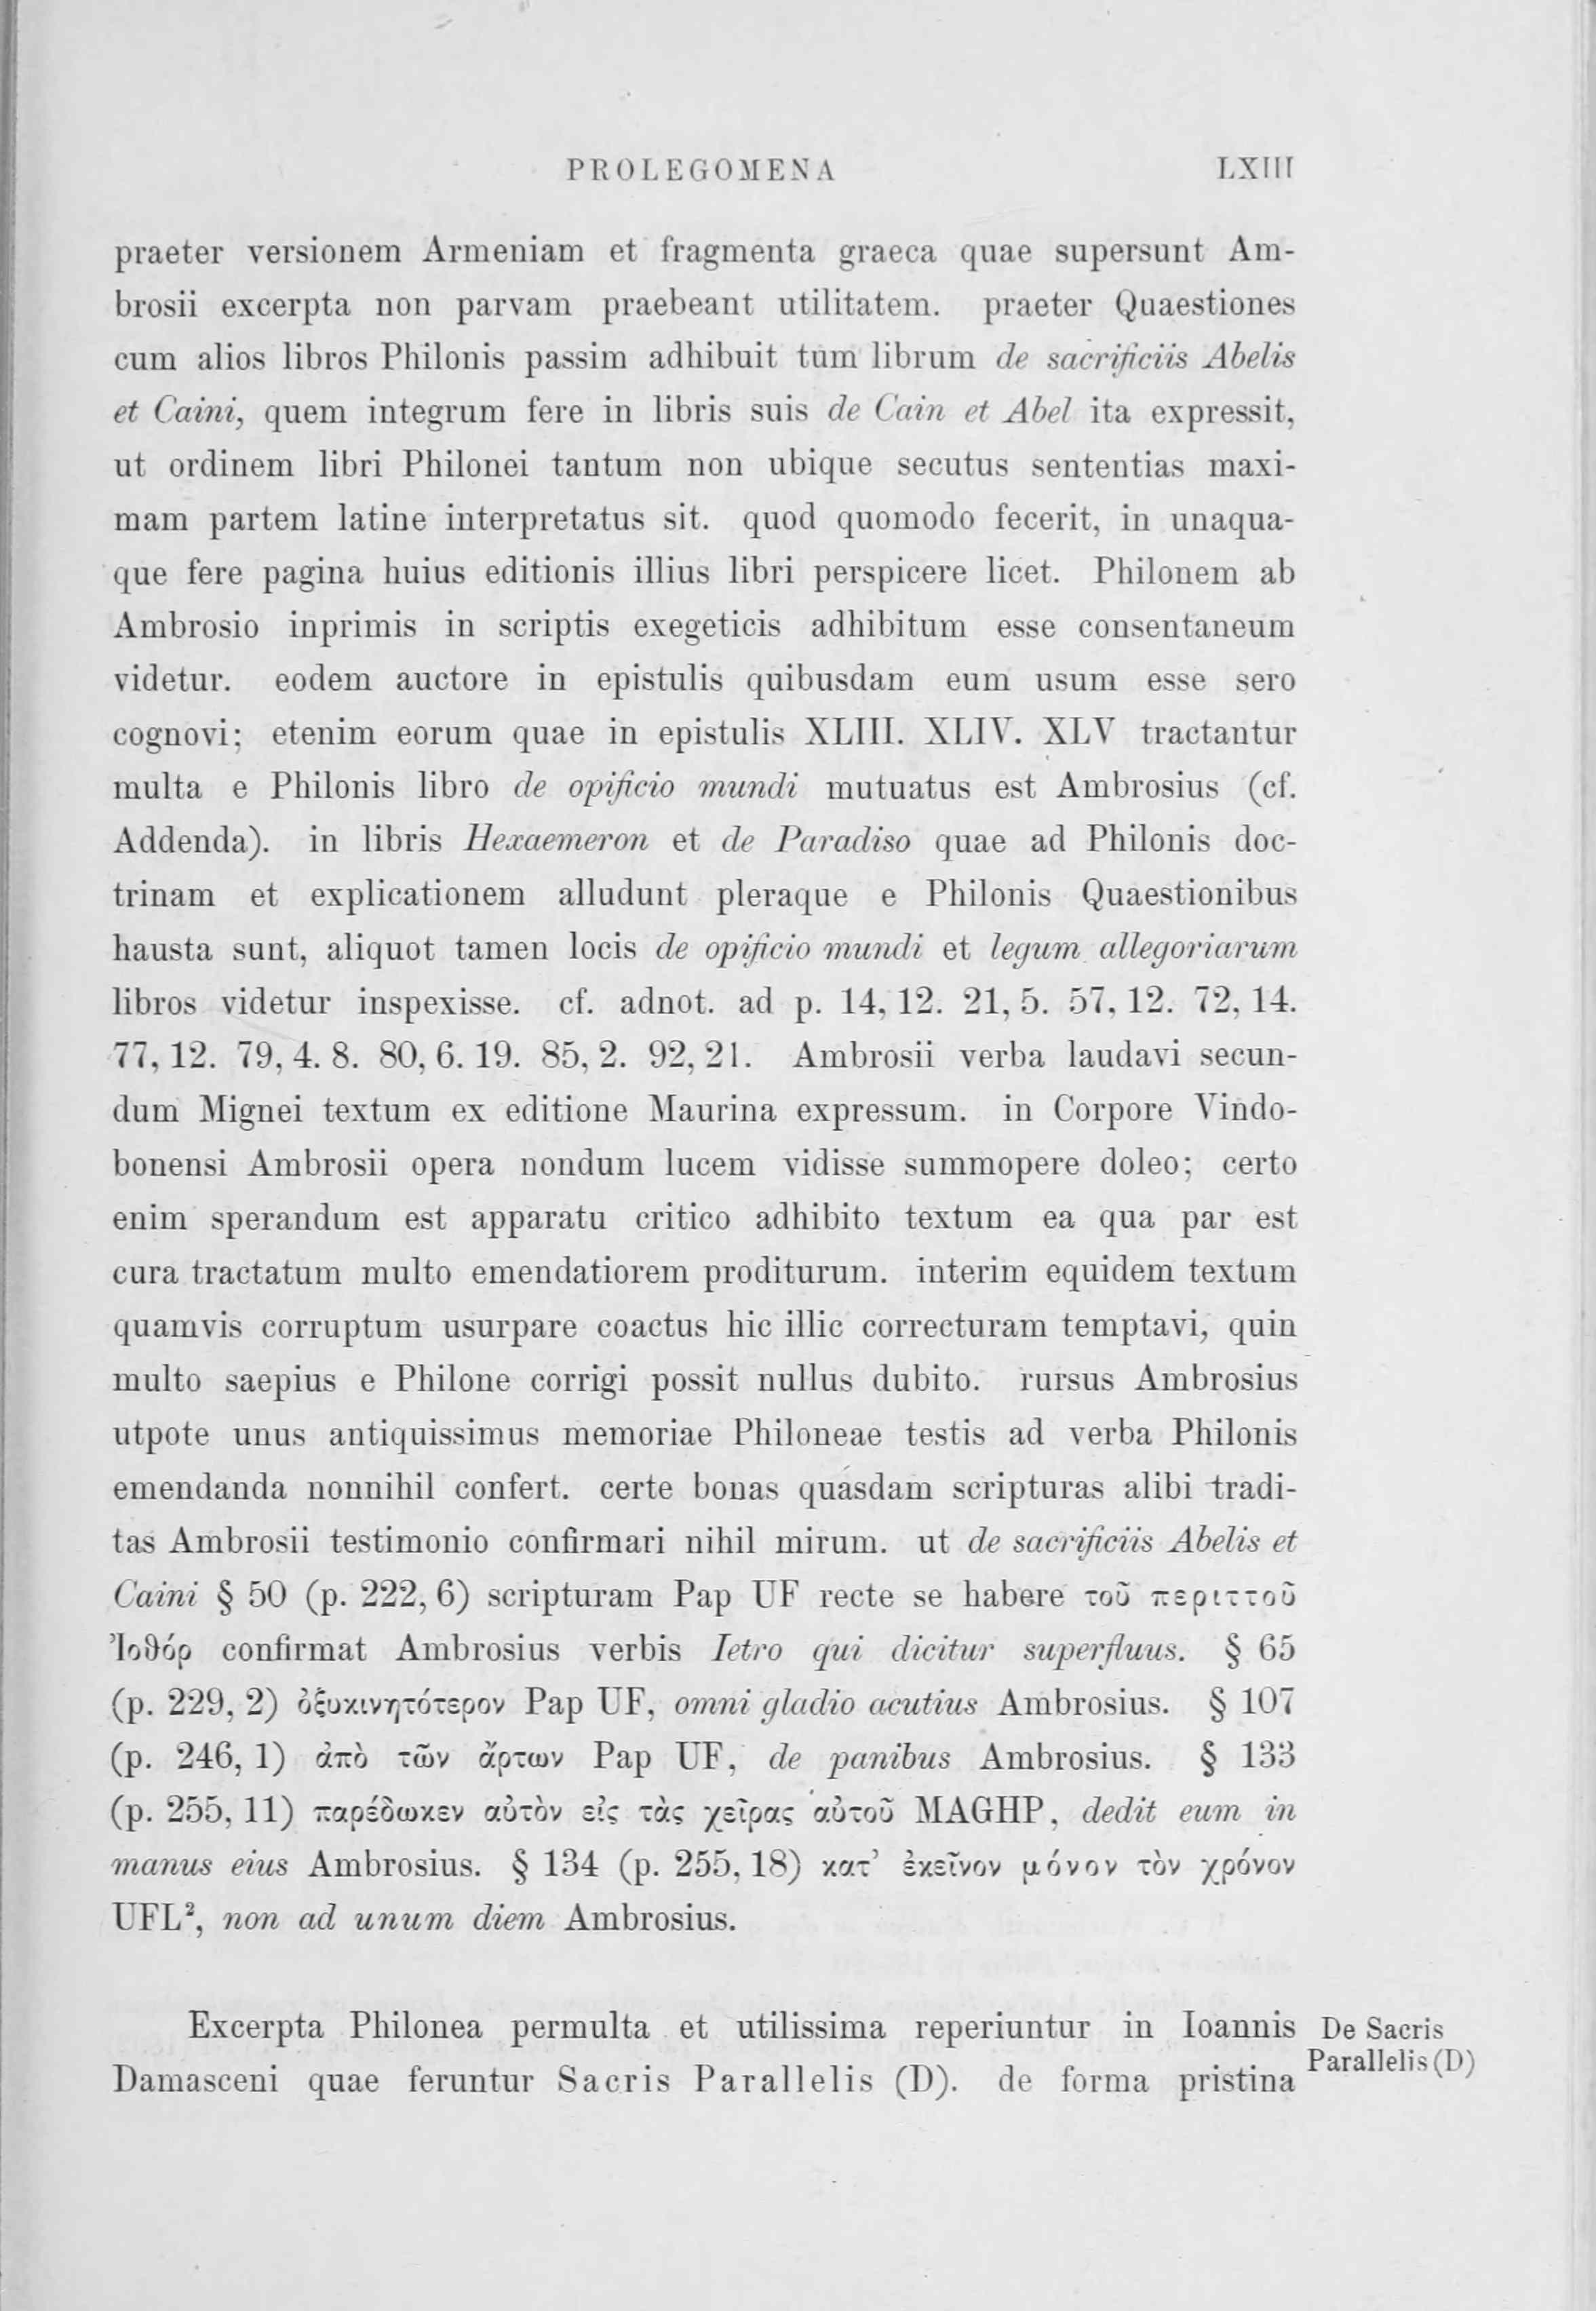 PROLEGOMENA LXIII
praeter versionem Armeniam et fragmenta graeca quae supersunt Am-
brosii excerpta non parvam praebeant utilitatem. praeter Quaestiones
cum alios libros Philonis passim adhibuit tum librum de sacrificiis Abelis
et Caini, quem integrum fere in libris suis de Cain et Abel ita expressit,
ut ordinem libri Philonei tantum non ubique secutus sententias maxi-
mam partem latine interpretatus sit. quod quomodo fecerit, in unaqua-
que fere pagina huius editionis illius libri perspicere licet. Philonem ab
Ambrosio inprimis in scriptis exegeticis adhibitum esse consentaneum
videtur. eodem auctore in epistulis quibusdam eum usum esse sero
cognovi; etenim eorum quae in epistulis XLIII. XLIV. XLV tractantur
multa e Philonis libro de opificio mundi mutuatus est Ambrosius (cf.
Addenda). in libris Hexaemeron et de Paradiso quae ad Philonis doc-
trinam et explicationem alludunt pleraque e Philonis Quaestionibus
hausta sunt, aliquot tamen locis de opificio mundi et legum allegoriarum
libros videtur inspexisse. cf. adnot. ad p. 14, 12. 21, 5. 57, 12. 72, 14.
77, 12. 79, 4. 8. 80, 6. 19. 85, 2. 92, 21. Ambrosii verba laudavi secun-
dum Mignei textum ex editione Maurina expressum. in Corpore Vindo-
bonensi Ambrosii opera nondum lucem vidisse summopere doleo; certo
enim sperandum est apparatu critico adhibito textum ea qua par est
cura tractatum multo emendatiorem proditurum. interim equidem textum
quamvis corruptum usurpare coactus hic illic correcturam temptavi, quin
multo saepius e Philone corrigi possit nullus dubito. rursus Ambrosius
utpote unus antiquissimus memoriae Philoneae testis ad verba Philonis
emendanda nonnihil confert. certe bonas quasdam scripturas alibi tradi-
tas Ambrosii testimonio confirmari nihil mirum. ut de sacrificiis Abelis et
Caini § 50 (p. 222, 6) scripturam Pap UF recte se habere τοῦ περιττοῦ
Ἰοθόρ confirmat Ambrosius verbis Ietro qui dicitur superfluus. § 65
(p. 229, 2) ὀξυκινητότερον Pap UF, omni gladio acutius Ambrosius. § 107
(p. 246, 1) ἀπὸ τῶν ἄρτων Pap UF, de panibus Ambrosius. § 133
(p. 255, 11) παρέδωκεν αὐτὸν εἰς τὰς χεῖρας αὐτοῦ MAGHP, dedit eum in
manus eius Ambrosius. § 134 (p. 255, 18) κατ’ ἐκεῖνον μόνον τὸν χρόνον
UFL², non ad unum diem Ambrosius.
Excerpta Philonea permulta et utilissima reperiuntur in Ioannis
Damasceni quae feruntur Sacris Parallelis (D). de forma pristina
De Sacris
Parallelis (D)